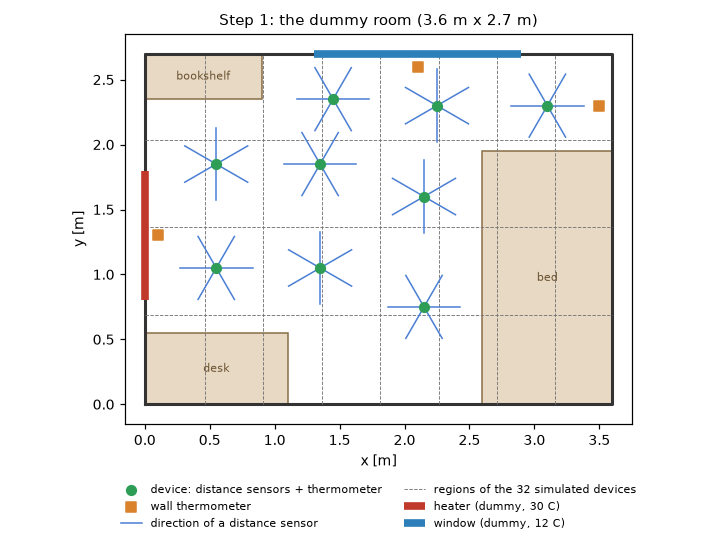 Step 1: the dummy room (3.6 m x 2.7 m)
y [m]
2.5
2.0
1.5
1.0
0.5
0.0
bookshelf
bed
desk
0.0 0.5 1.0 1.5 2.0 2.5 3.0 3.5
x [m]
device: distance sensors + thermometer
wall thermometer
direction of a distance sensor
regions of the 32 simulated devices
heater (dummy, 30 C)
window (dummy, 12 C)